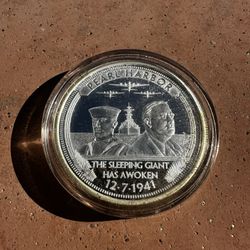 PEARL HARBOR
THE SLEEPING GIANT
HAS AWOKEN
12·7·1941